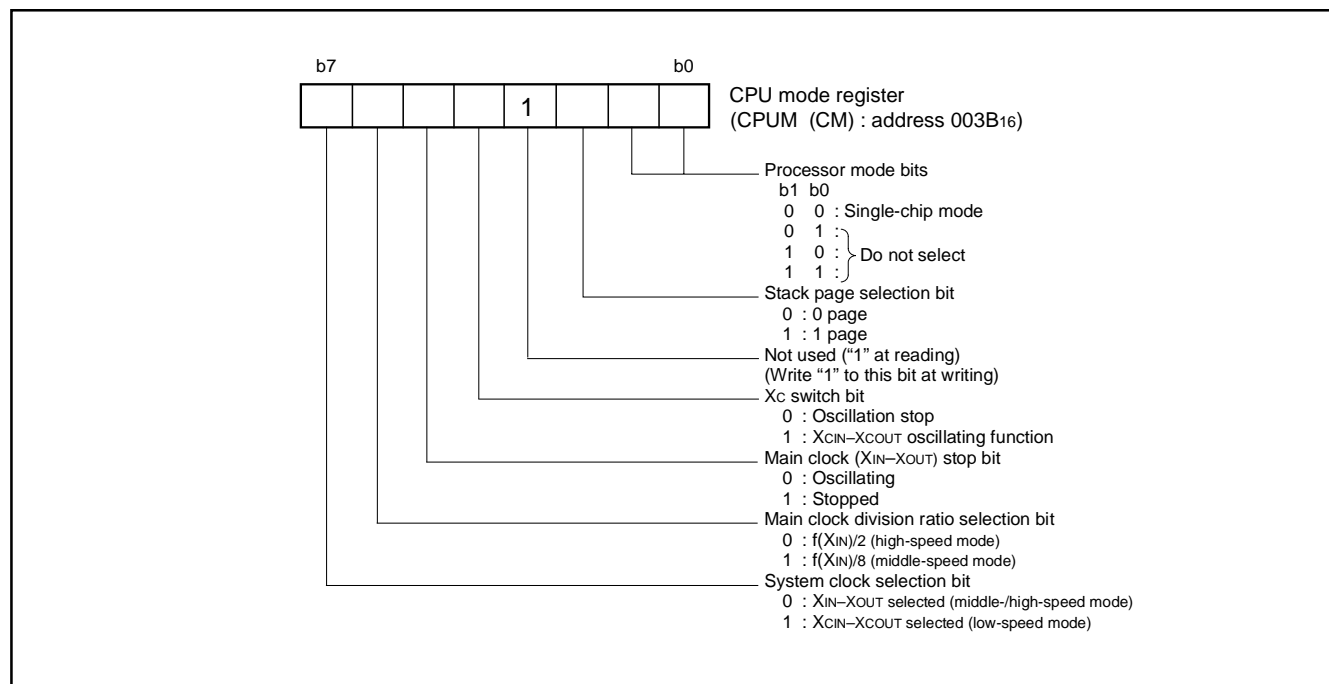 b7 b0
1
CPU mode register
(CPUM (CM) : address 003B16)
Processor mode bits
b1 b0
0 0 : Single-chip mode
0 1 :
1 0 : Do not select
1 1 :
Stack page selection bit
0 : 0 page
1 : 1 page
Not used (“1” at reading)
(Write “1” to this bit at writing)
XC switch bit
0 : Oscillation stop
1 : XCIN–XCOUT oscillating function
Main clock (XIN–XOUT) stop bit
0 : Oscillating
1 : Stopped
Main clock division ratio selection bit
0 : f(XIN)/2 (high-speed mode)
1 : f(XIN)/8 (middle-speed mode)
System clock selection bit
0 : XIN–XOUT selected (middle-/high-speed mode)
1 : XCIN–XCOUT selected (low-speed mode)